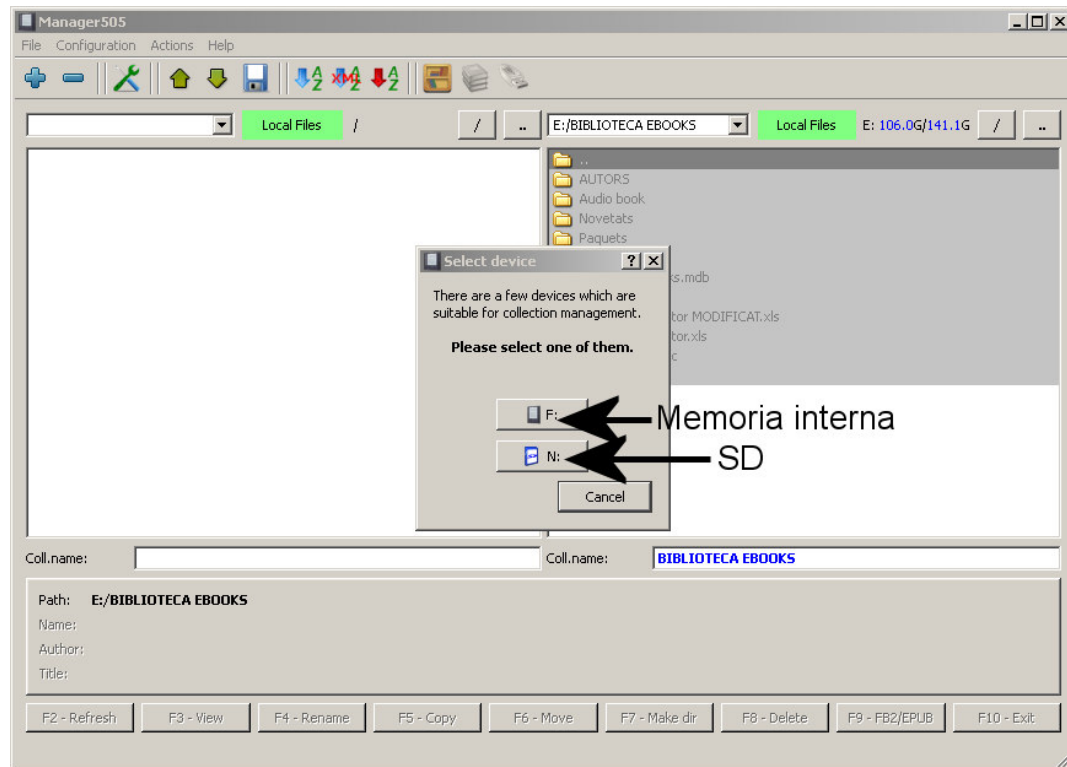 Manager505
File Configuration Actions Help
Local Files / / .. E:/BIBLIOTECA EBOOKS Local Files E: 106.0G/141.1G / ..
..
AUTORS
Audio book
Novetats
Paquets
Select device
There are a few devices which are
suitable for collection management.
Please select one of them.
F:
N:
Cancel
s.mdb
tor MODIFICAT.xls
tor.xls
c
Memoria interna
SD
Coll.name: Coll.name: BIBLIOTECA EBOOKS
Path: E:/BIBLIOTECA EBOOKS
Name:
Author:
Title:
F2 - Refresh F3 - View F4 - Rename F5 - Copy F6 - Move F7 - Make dir F8 - Delete F9 - FB2/EPUB F10 - Exit